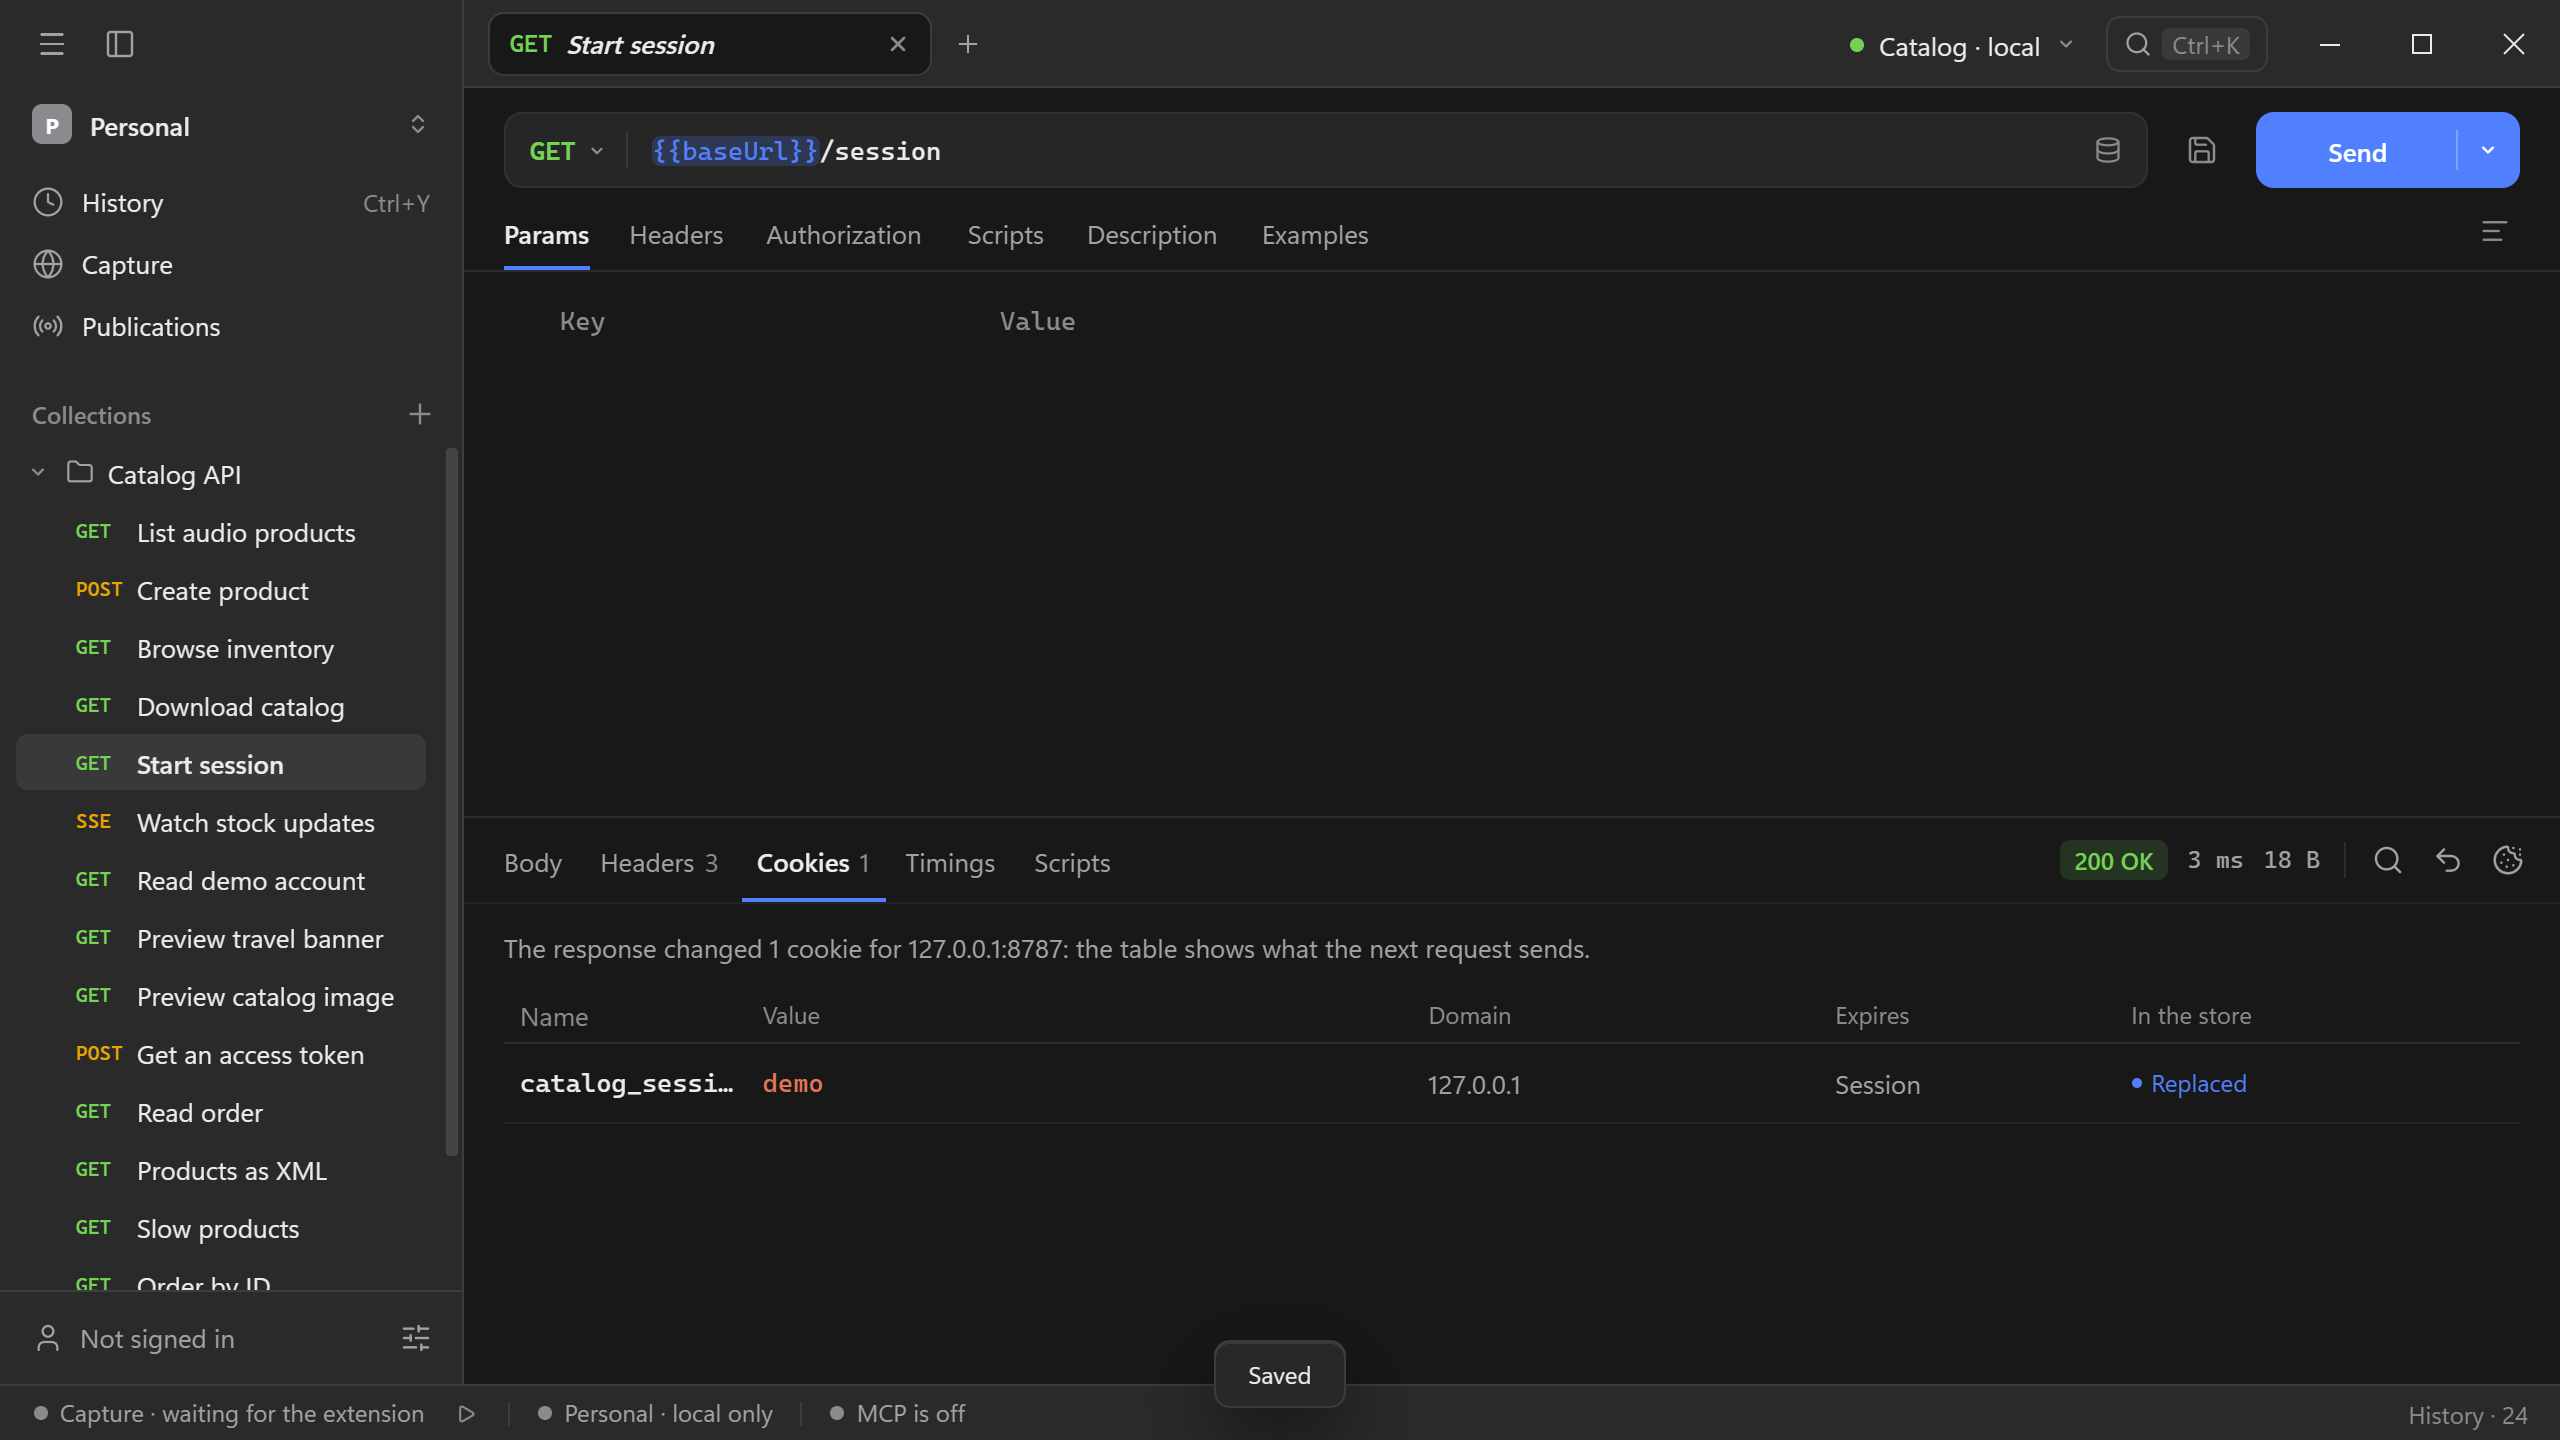 GET Start session
Catalog · local
Ctrl+K
P Personal
History Ctrl+Y
Capture
Publications
Collections
Catalog API
GET List audio products
POST Create product
GET Browse inventory
GET Download catalog
GET Start session
SSE Watch stock updates
GET Read demo account
GET Preview travel banner
GET Preview catalog image
POST Get an access token
GET Read order
GET Products as XML
GET Slow products
GET Order by ID
Not signed in
GET {{baseUrl}}/session
Send
Params Headers Authorization Scripts Description Examples
Key Value
Body Headers 3 Cookies 1 Timings Scripts
200 OK 3 ms 18 B
The response changed 1 cookie for 127.0.0.1:8787: the table shows what the next request sends.
Name Value Domain Expires In the store
catalog_sessi… demo 127.0.0.1 Session Replaced
Saved
Capture · waiting for the extension
Personal · local only
MCP is off
History · 24